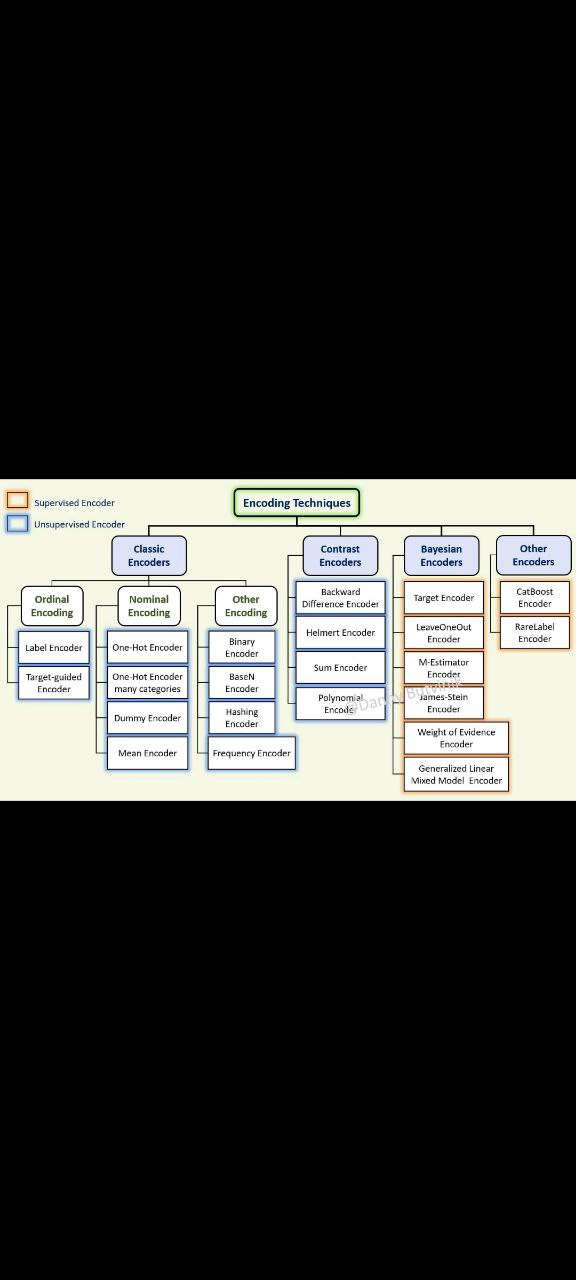 Supervised Encoder
Unsupervised Encoder
Encoding Techniques
Classic
Encoders
Contrast
Encoders
Bayesian
Encoders
Other
Encoders
Ordinal
Encoding
Nominal
Encoding
Other
Encoding
Label Encoder
Target-guided
Encoder
One-Hot Encoder
One-Hot Encoder
many categories
Dummy Encoder
Mean Encoder
Binary
Encoder
BaseN
Encoder
Hashing
Encoder
Frequency Encoder
Backward
Difference Encoder
Helmert Encoder
Sum Encoder
Polynomial
Encoder
Target Encoder
LeaveOneOut
Encoder
M-Estimator
Encoder
James-Stein
Encoder
Weight of Evidence
Encoder
Generalized Linear
Mixed Model Encoder
CatBoost
Encoder
RareLabel
Encoder